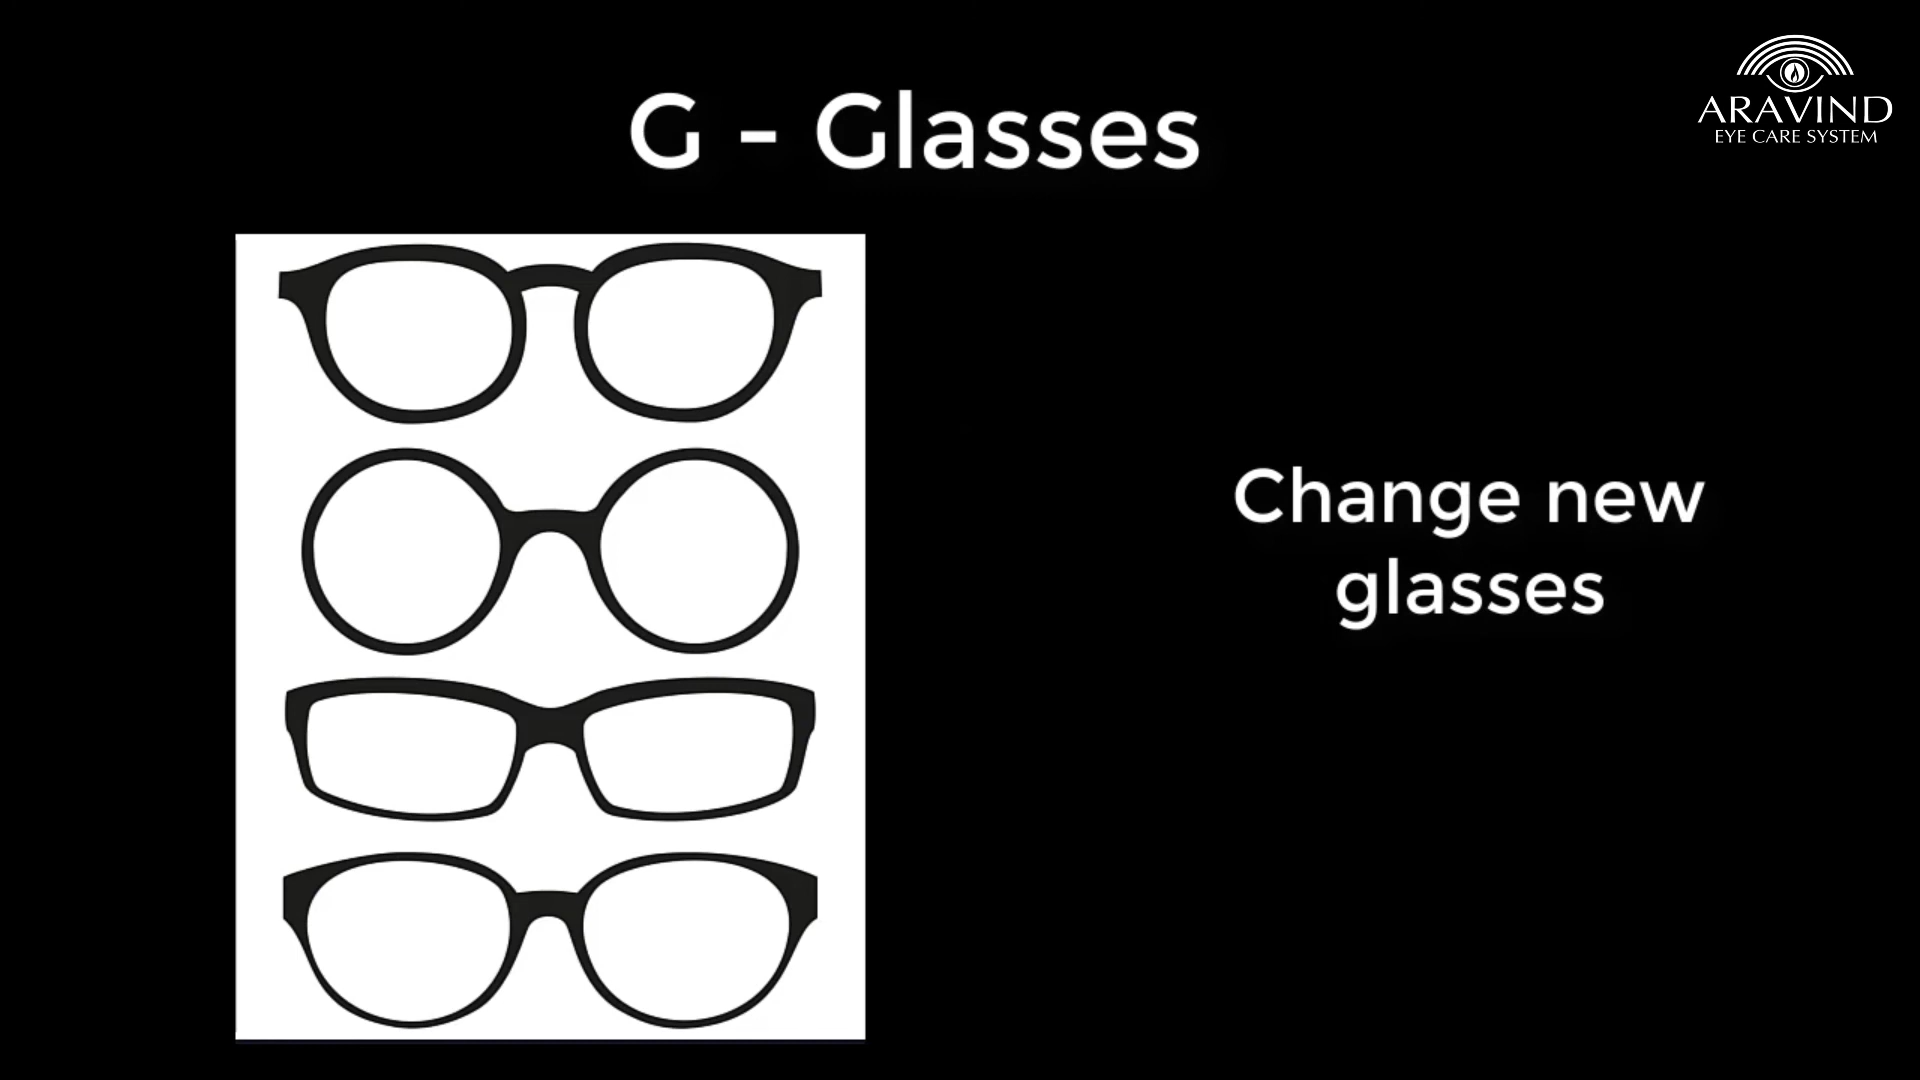 G - Glasses
ARAVIND
EYE CARE SYSTEM
Change new
glasses